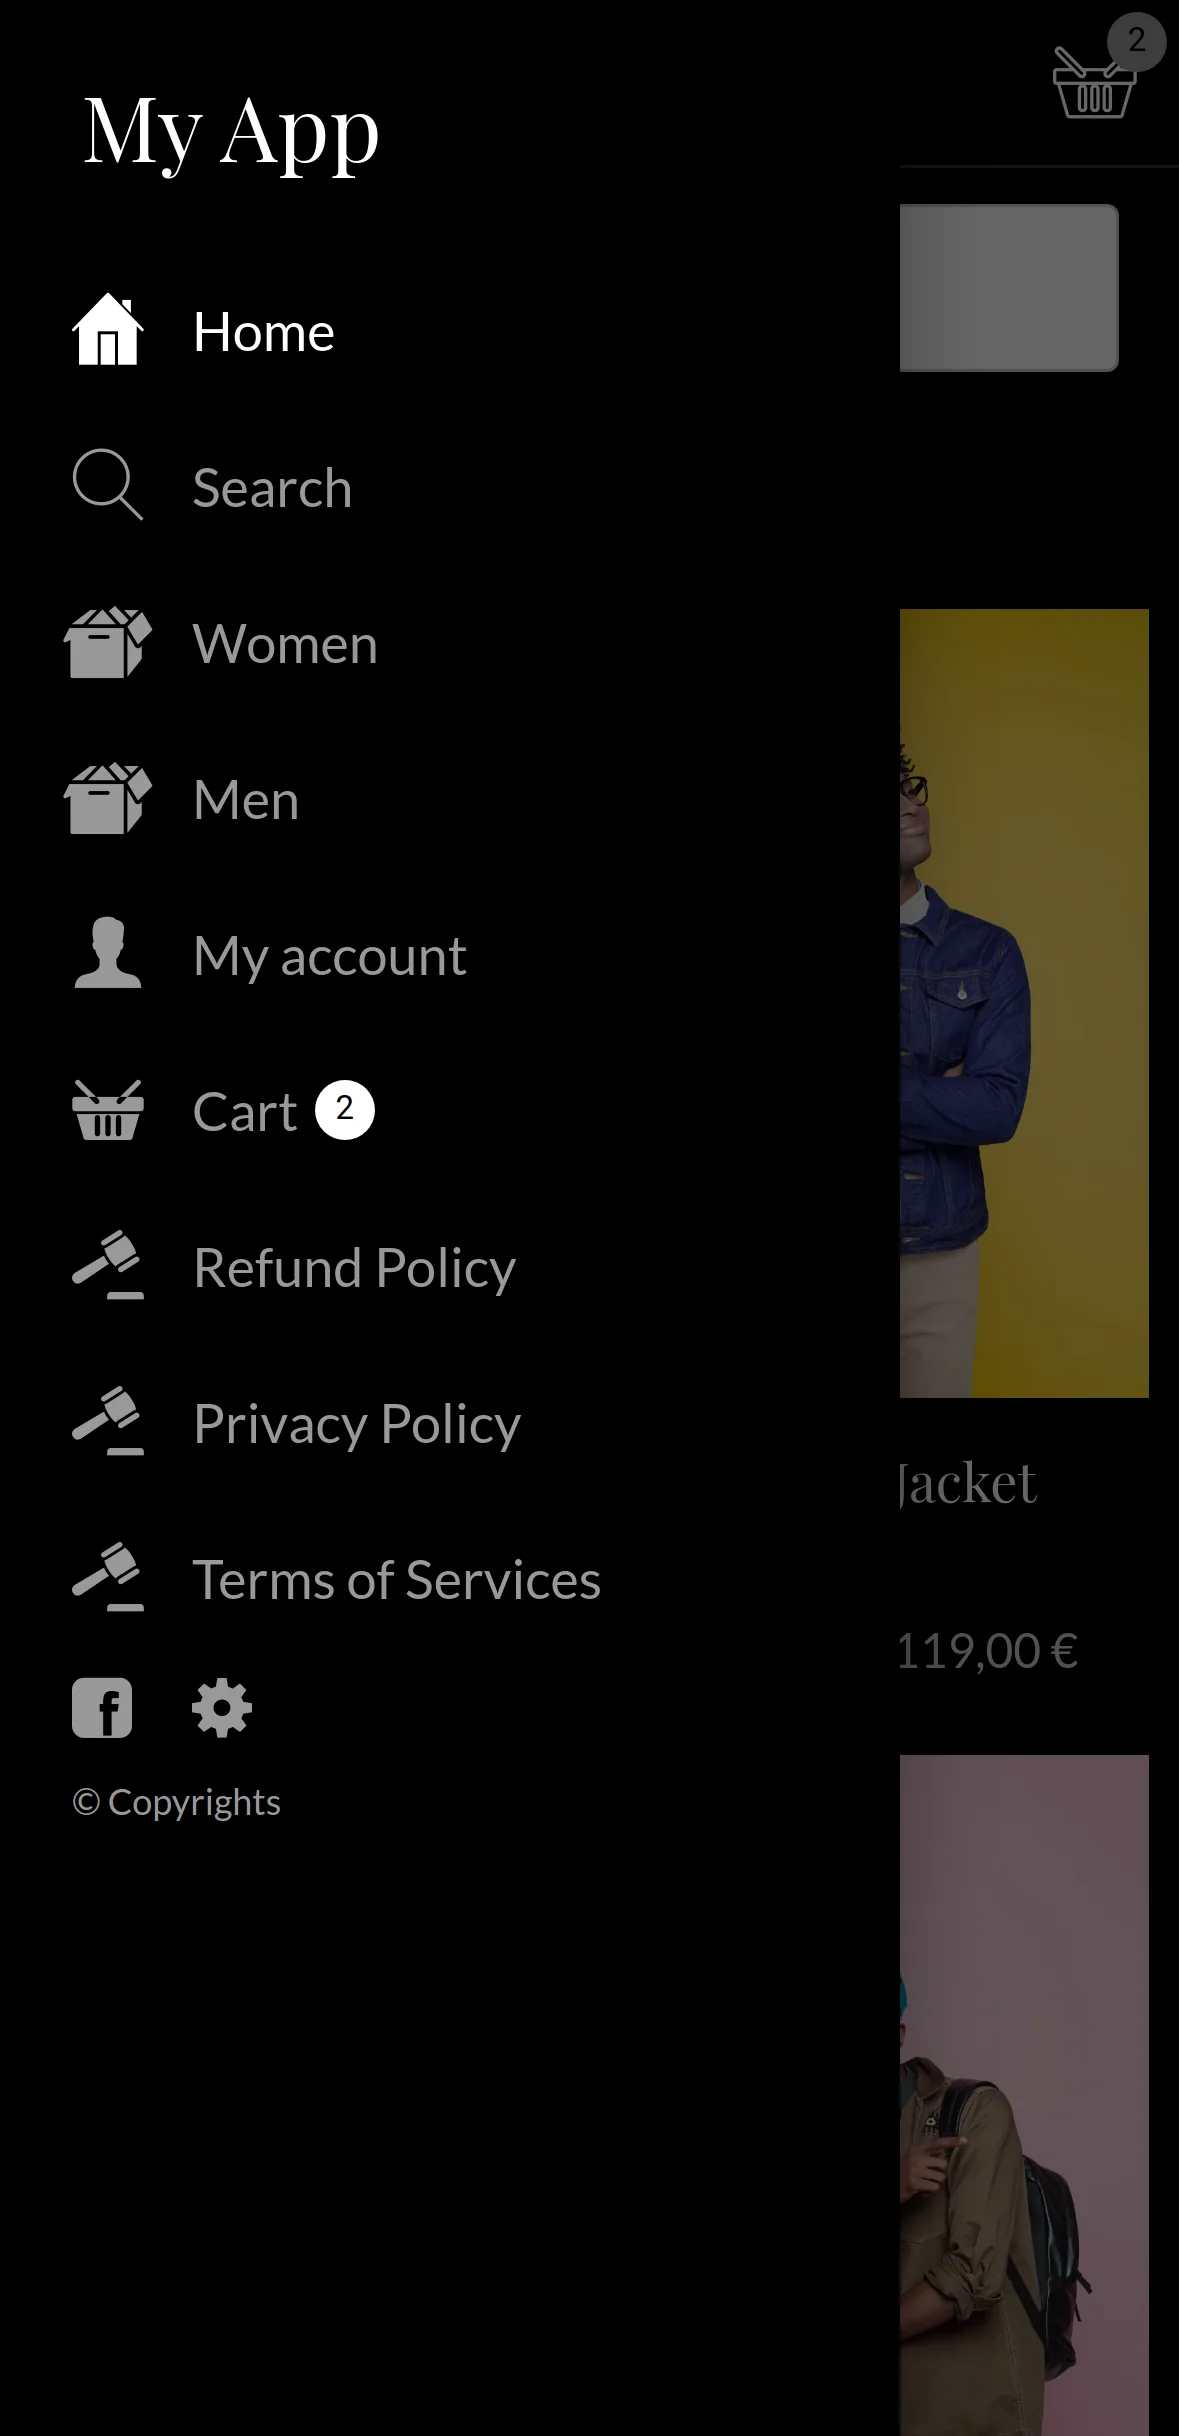 My App
2
Home
Search
Women
Men
My account
Cart 2
Refund Policy
Privacy Policy
Jacket
Terms of Services
119,00 €
f
© Copyrights